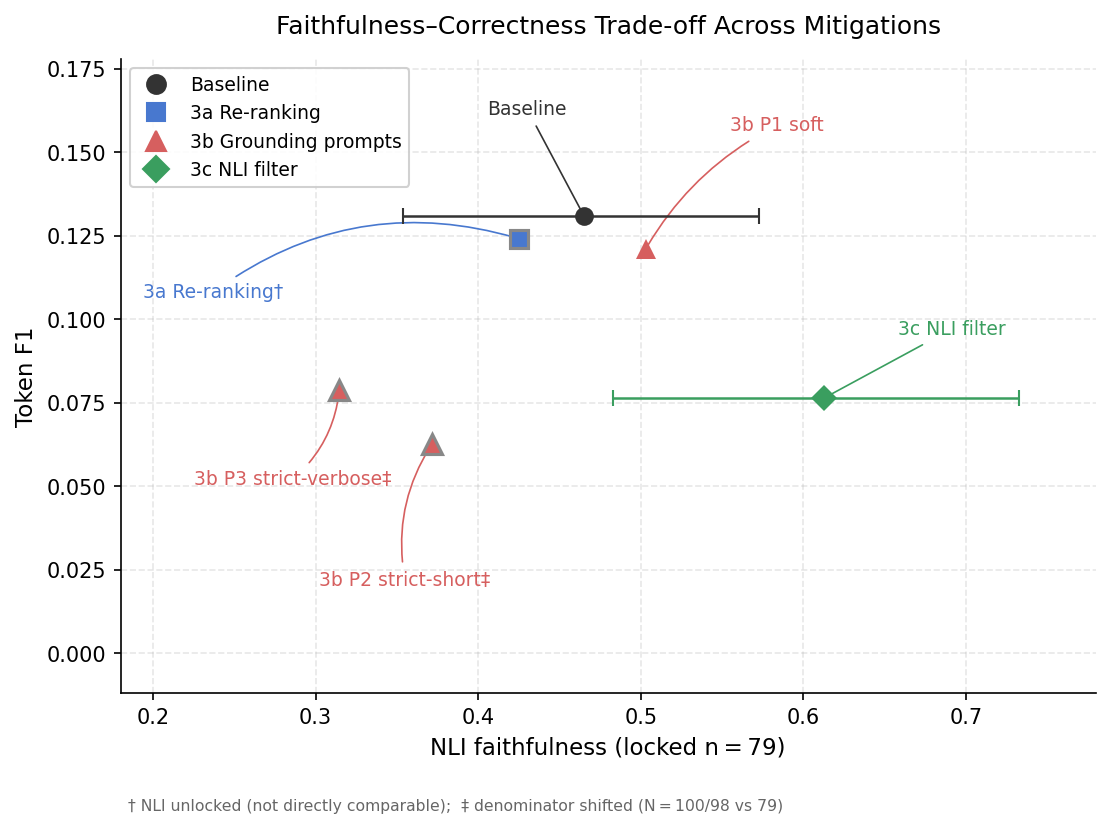 Faithfulness–Correctness Trade-off Across Mitigations
Baseline
3a Re-ranking
3b Grounding prompts
3c NLI filter
Baseline
3b P1 soft
3a Re-ranking†
3c NLI filter
3b P3 strict-verbose‡
3b P2 strict-short‡
Token F1
0.175
0.150
0.125
0.100
0.075
0.050
0.025
0.000
0.2 0.3 0.4 0.5 0.6 0.7
NLI faithfulness (locked n = 79)
† NLI unlocked (not directly comparable); ‡ denominator shifted (N = 100/98 vs 79)